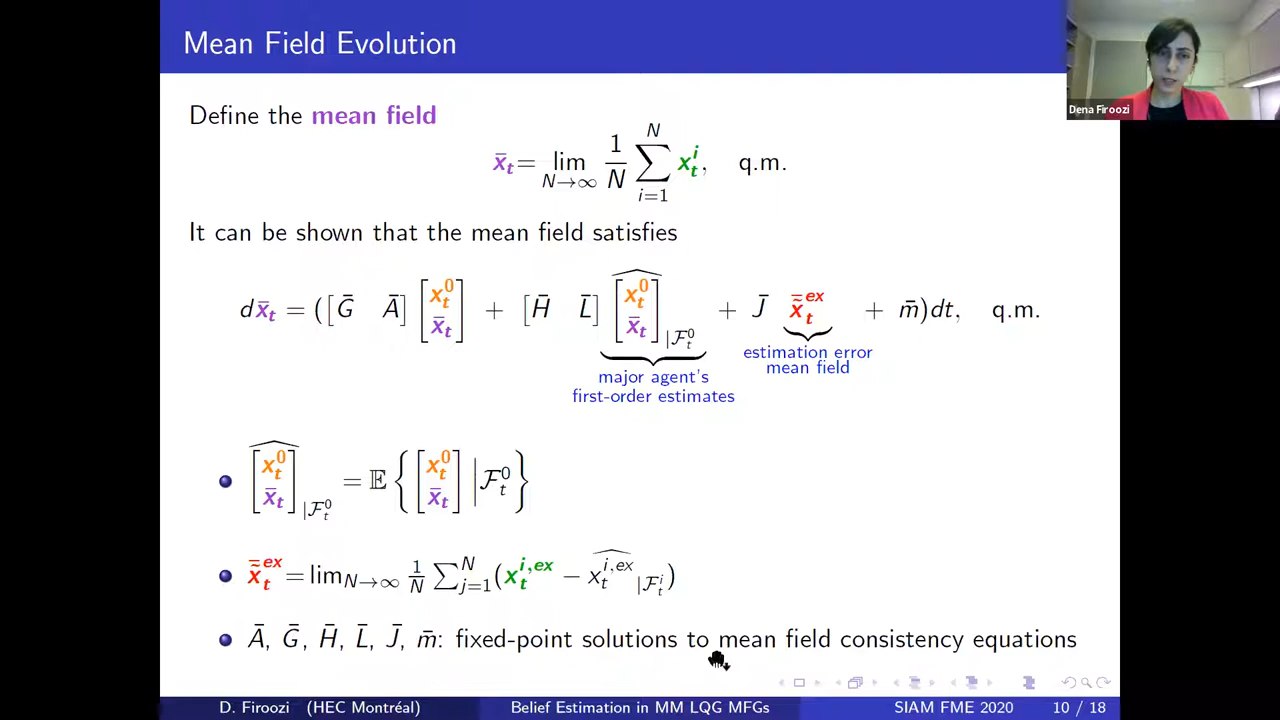 Mean Field Evolution
Dena Firoozi
Define the mean field
x̄_t = lim_{N→∞} 1/N ∑_{i=1}^{N} x_t^i, q.m.
It can be shown that the mean field satisfies
dx̄_t = ([Ḡ Ā] [x_t^0 x̄_t] + [H̄ L̄] \widehat{[x_t^0 x̄_t]}_{|ℱ_t^0} + J̄ \bar{\tilde{x}}_t^{ex} + m̄)dt, q.m.
major agent's
first-order estimates
estimation error
mean field
\widehat{[x_t^0 x̄_t]}_{|ℱ_t^0} = 𝔼{[x_t^0 x̄_t] |ℱ_t^0}
\bar{\tilde{x}}_t^{ex} = lim_{N→∞} 1/N ∑_{j=1}^{N} (x_t^{i,ex} − \widehat{x_t^{i,ex}}_{|ℱ_t^i})
Ā, Ḡ, H̄, L̄, J̄, m̄: fixed-point solutions to mean field consistency equations
D. Firoozi (HEC Montréal) Belief Estimation in MM LQG MFGs SIAM FME 2020 10 / 18